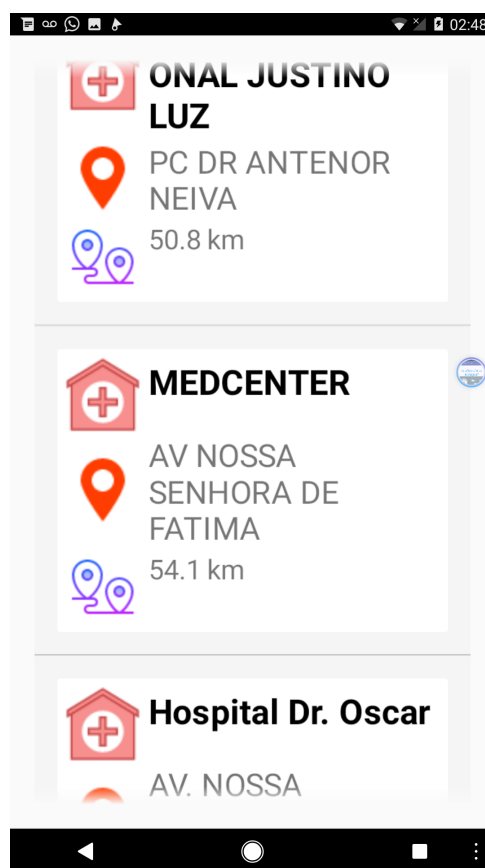 02:48
ONAL JUSTINO
LUZ
PC DR ANTENOR
NEIVA
50.8 km
MEDCENTER
AV NOSSA
SENHORA DE
FATIMA
54.1 km
Hospital Dr. Oscar
AV. NOSSA